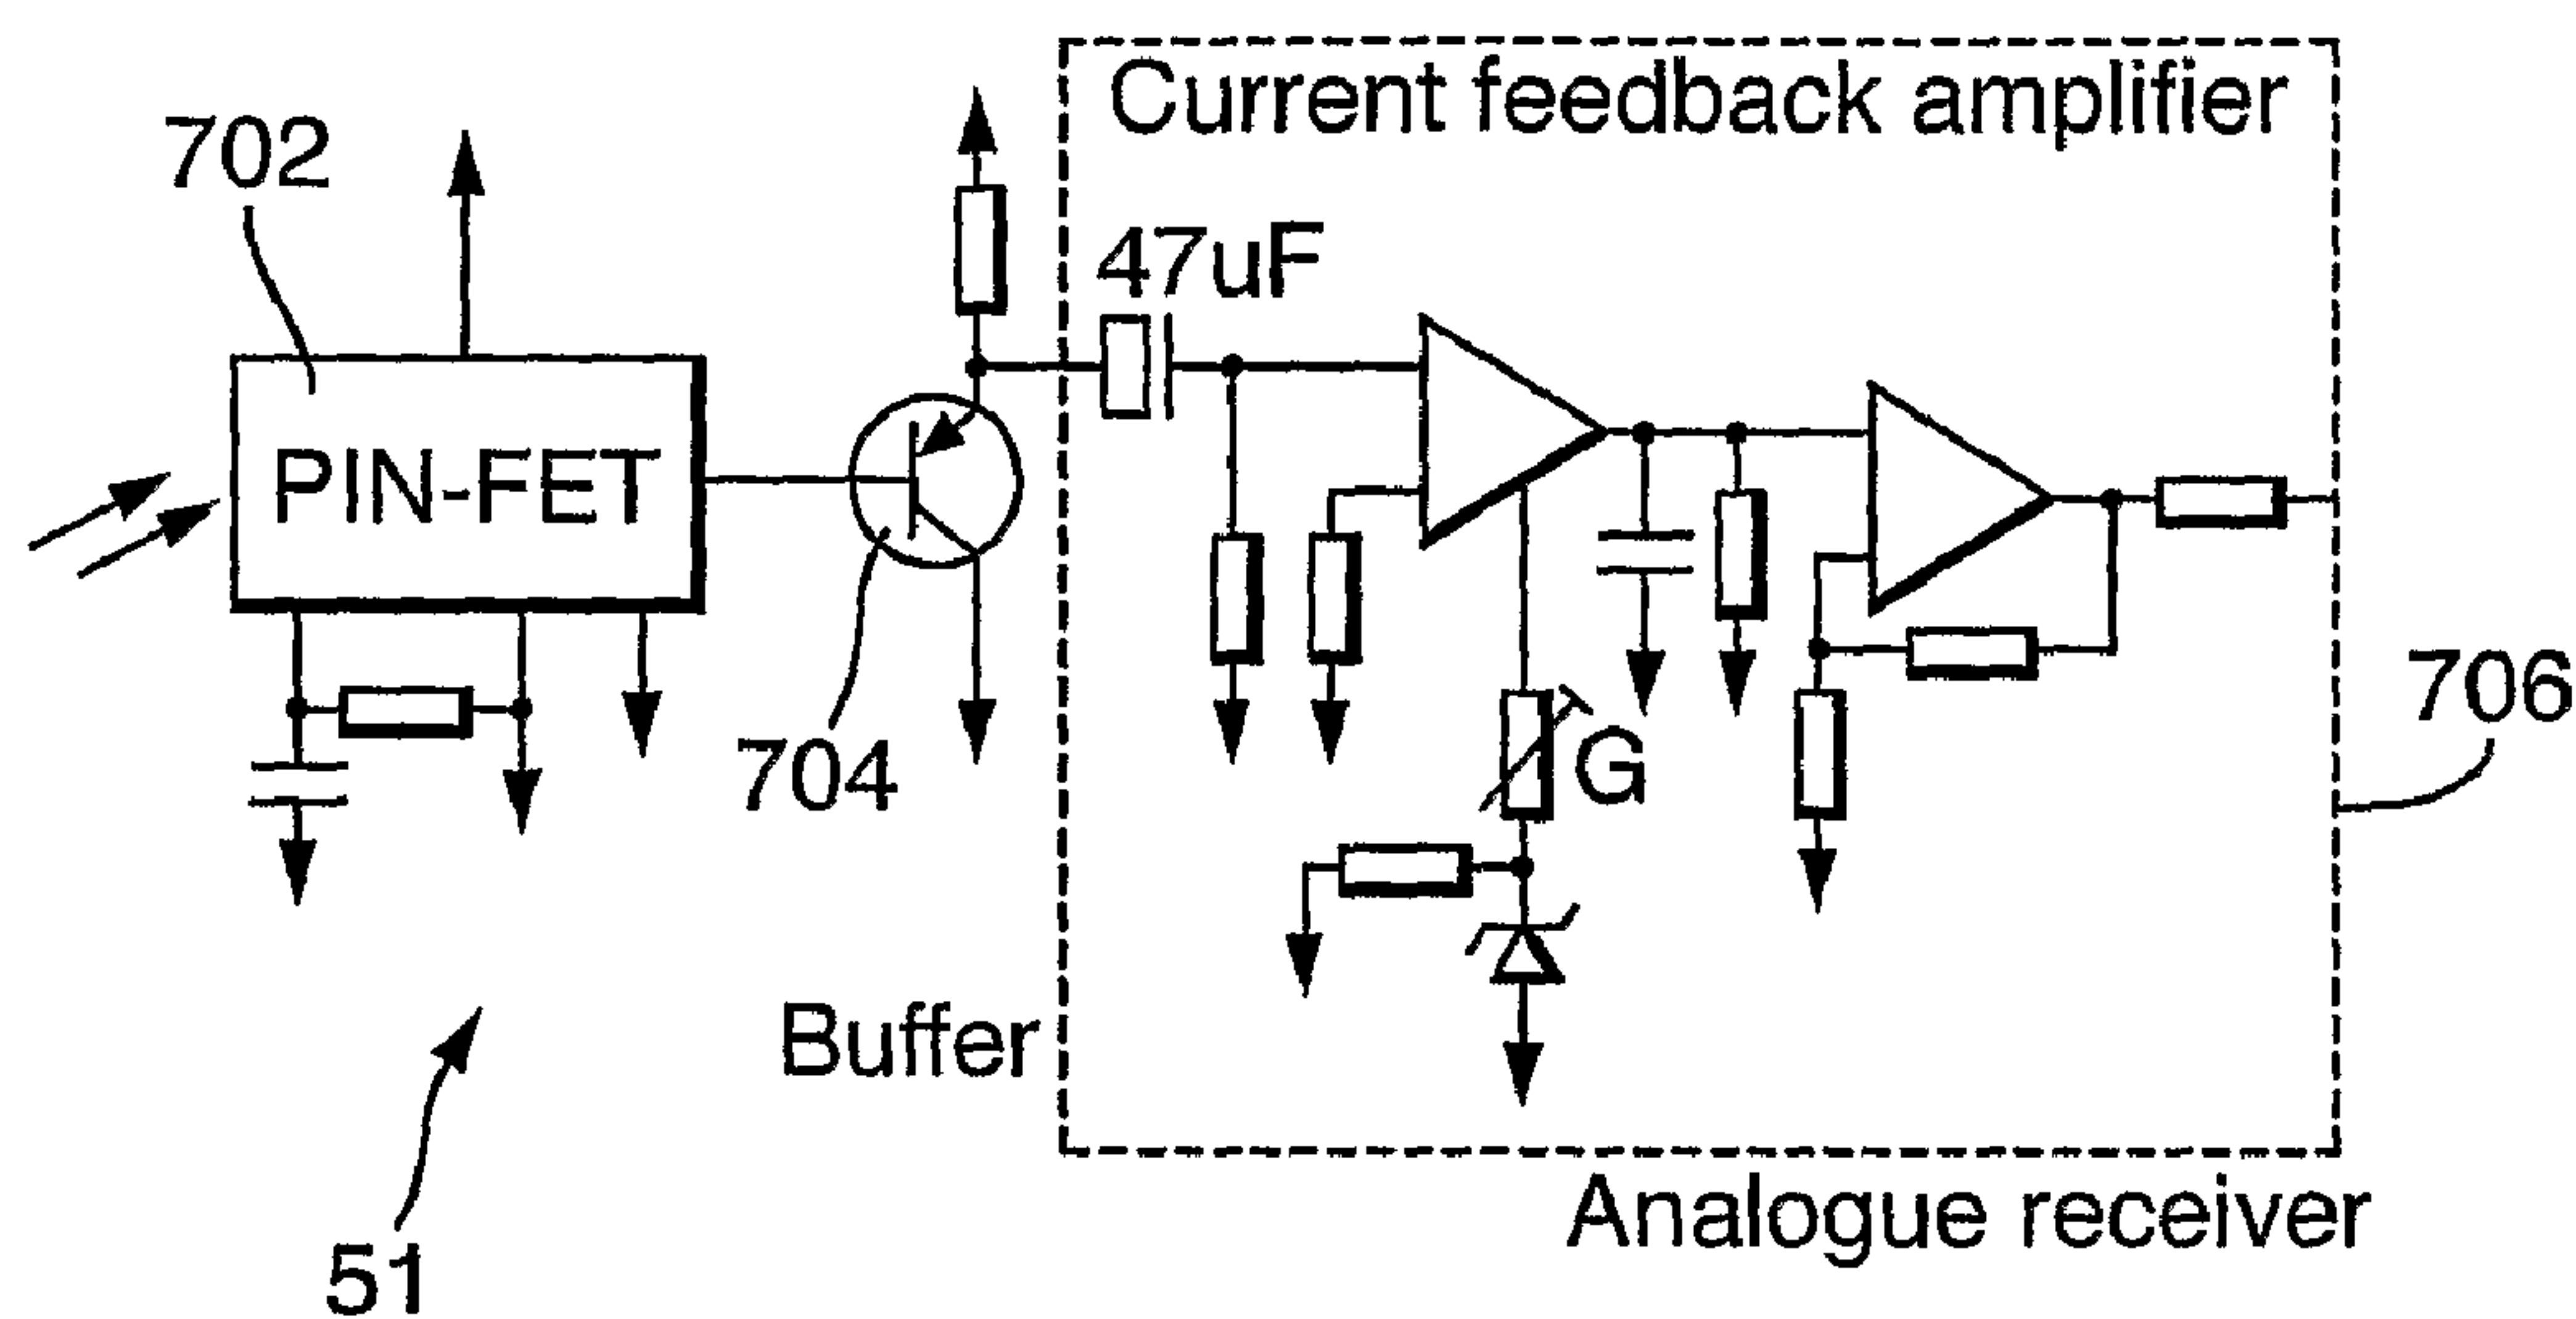 Current feedback amplifier
702
47uF
PIN-FET
706
704
G
Buffer
Analogue receiver
51